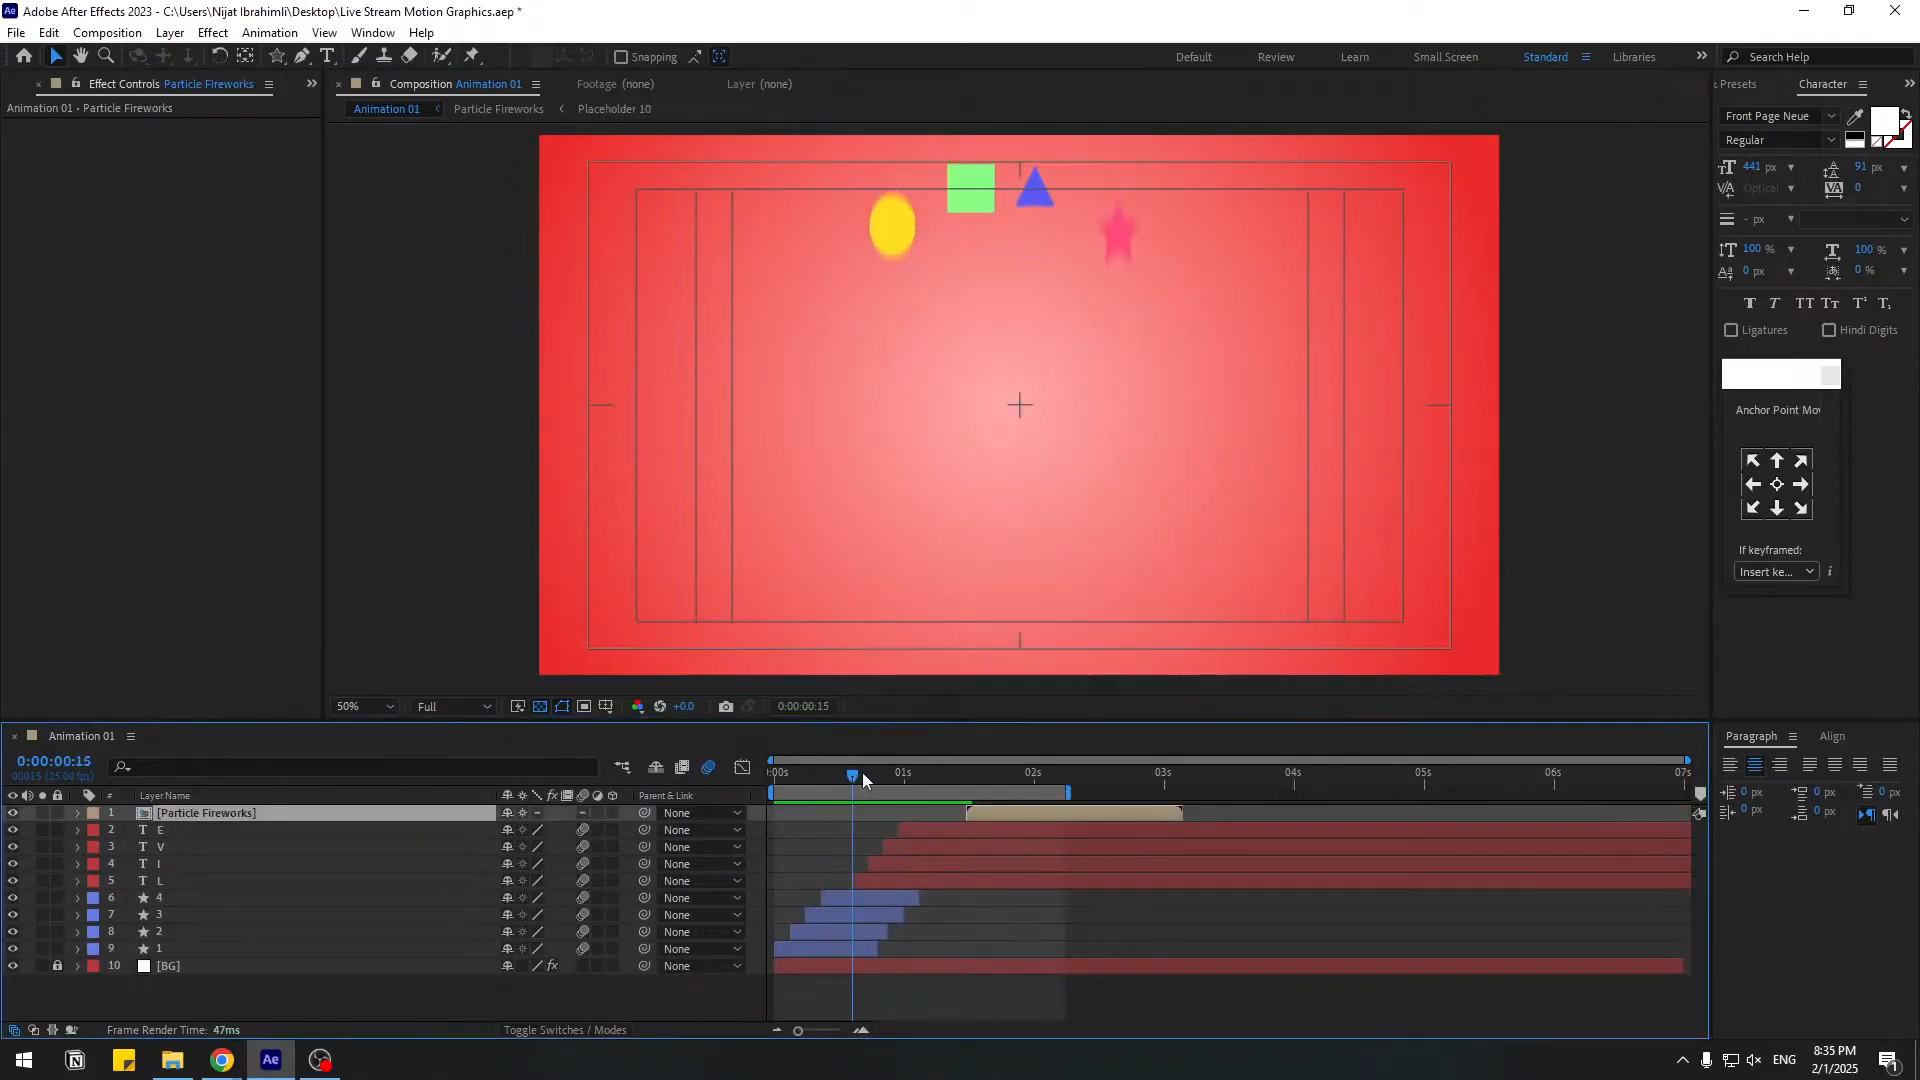 Adobe After Effects 2023 - C:\Users\Nijat Ibrahimli\Desktop\Live Stream Motion Graphics.aep *
File Edit Composition Layer Effect Animation View Window Help
Snapping
Default Review Learn Small Screen Standard Libraries Search Help
Effect Controls Particle Fireworks
Composition Animation 01
Footage (none)
Layer (none)
Presets
Character
Animation 01 • Particle Fireworks
Animation 01 Particle Fireworks Placeholder 10
Front Page Neue
Regular
441 px
91 px
Optical
0
- px
100 %
100 %
0 px
0 %
T T TT Tт T¹ T₁
Ligatures
Hindi Digits
Anchor Point Mov
If keyframed:
Insert ke...
50%
Full
+0.0
0:00:00:15
Animation 01
Paragraph
Align
0:00:00:15
00015 (25.00 fps)
:00s 01s 02s 03s 04s 05s 06s 07s
# Layer Name Parent & Link
1 [Particle Fireworks] None
2 T E None
3 T V None
4 T I None
5 T L None
6 4 None
7 3 None
8 2 None
9 1 None
10 [BG] fx None
0 px 0 px 0 px
0 px 0 px
Frame Render Time: 47ms
Toggle Switches / Modes
ENG
8:35 PM
2/1/2025
1